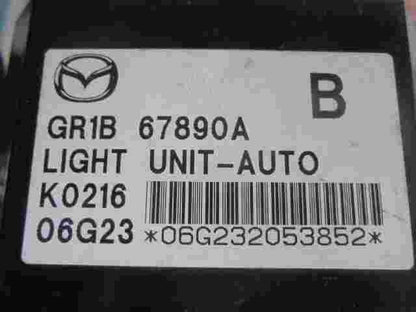 B
GR1B 67890A
LIGHT UNIT-AUTO
K0216
06G23 *06G232053852*